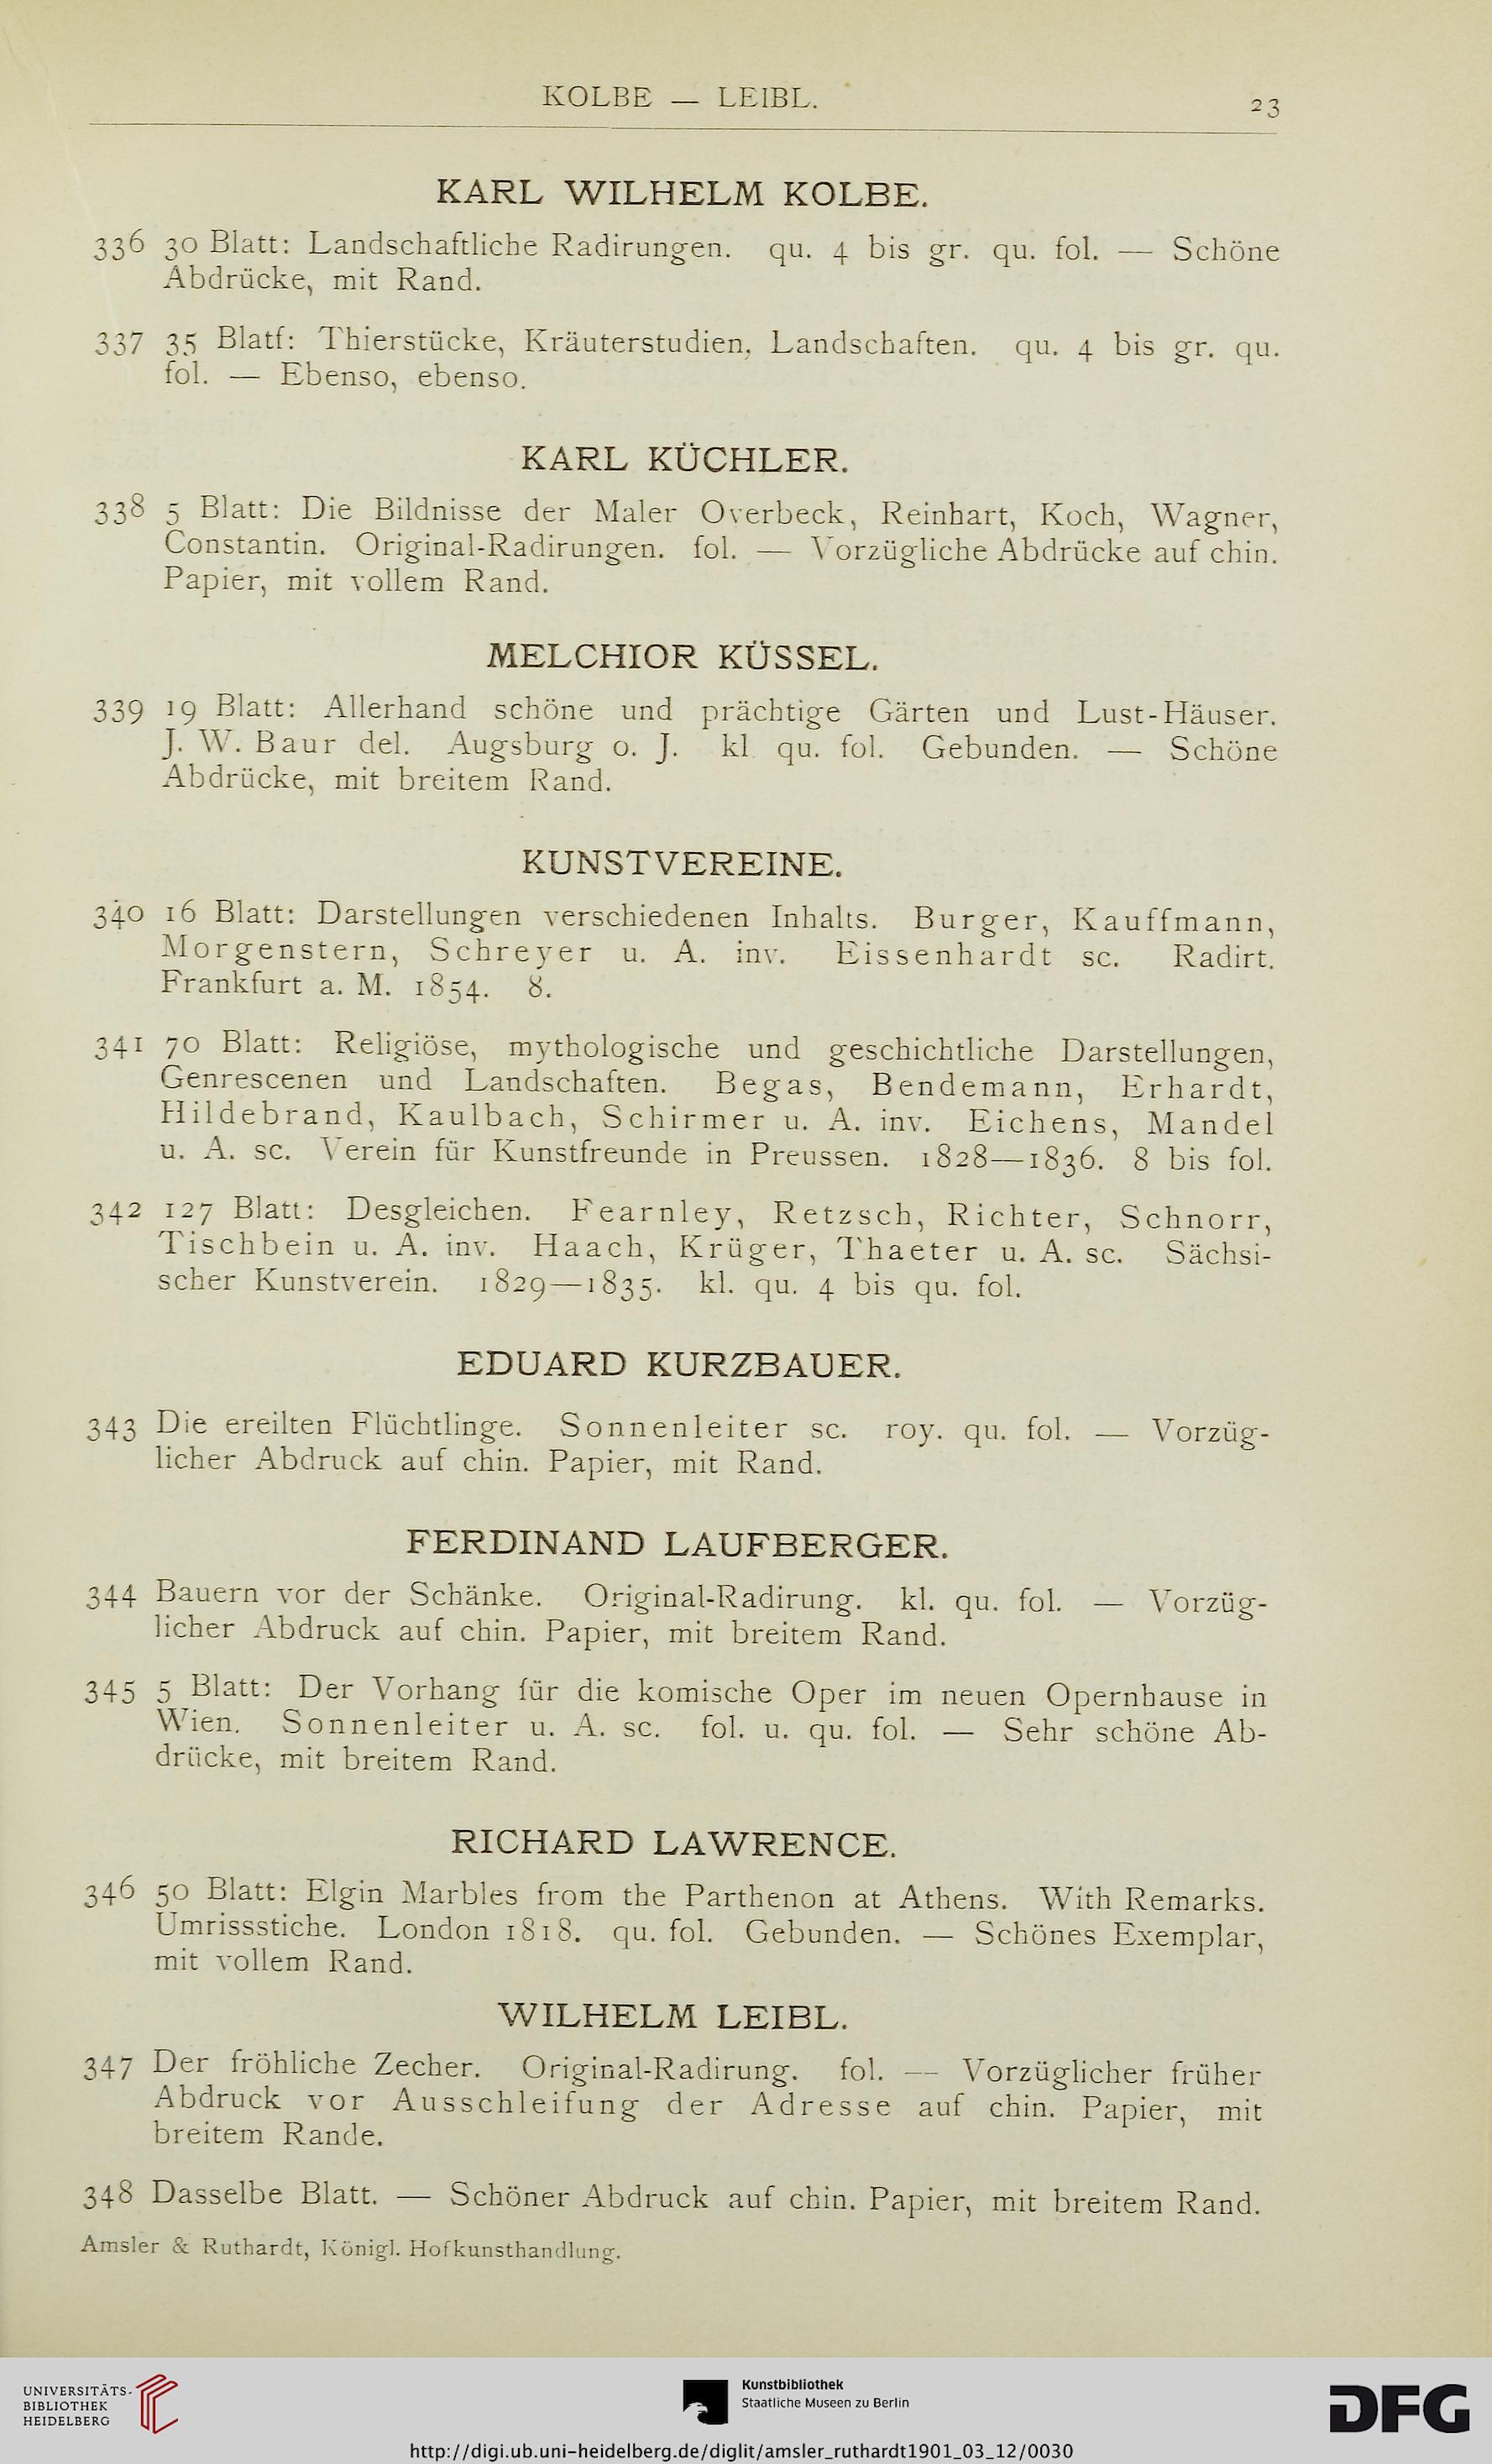 KOLBE — LEIBL.
23
KARL WILHELM KOLBE.
336 30 Blatt: Landschaftliche Radirungen. qu. 4 bis gr. qu. fol. — Schöne
Abdrücke, mit Rand.
337 35 Blatt: Thierstücke, Kräuterstudien, Landschaften. qu. 4 bis gr. qu.
fol. — Ebenso, ebenso.
KARL KÜCHLER.
338 5 Blatt: Die Bildnisse der Maler Overbeck, Reinhart, Koch, Wagner,
Constantin. Original-Radirungen. fol. — Vorzügliche Abdrücke auf chin.
Papier, mit vollem Rand.
MELCHIOR KÜSSEL.
339 19 Blatt: Allerhand schöne und prächtige Gärten und Lust-Häuser.
J. W. Baur del. Augsburg o. J. kl. qu. fol. Gebunden. — Schöne
Abdrücke, mit breitem Rand.
KUNSTVEREINE.
340 16 Blatt: Darstellungen verschiedenen Inhalts. Burger, Kauffmann,
Morgenstern, Schreyer u. A. inv. Eissenhardt sc. Radirt.
Frankfurt a. M. 1854. 8.
341 70 Blatt: Religiöse, mythologische und geschichtliche Darstellungen,
Genrescenen und Landschaften. Begas, Bendemann, Erhardt,
Hildebrand, Kaulbach, Schirmer u. A. inv. Eichens, Mandel
u. A. sc. Verein für Kunstfreunde in Preussen. 1828—1836. 8 bis fol.
342 127 Blatt: Desgleichen. Fearnley, Retzsch, Richter, Schnorr,
Tischbein u. A. inv. Haach, Krüger, Thaeter u. A. sc. Sächsi-
scher Kunstverein. 1829—1835. kl. qu. 4 bis qu. fol.
EDUARD KURZBAUER.
343 Die ereilten Flüchtlinge. Sonnenleiter sc. roy. qu. fol. — Vorzüg-
licher Abdruck auf chin. Papier, mit Rand.
FERDINAND LAUFBERGER.
344 Bauern vor der Schänke. Original-Radirung. kl. qu. fol. — Vorzüg-
licher Abdruck auf chin. Papier, mit breitem Rand.
345 5 Blatt: Der Vorhang für die komische Oper im neuen Opernhause in
Wien. Sonnenleiter u. A. sc. fol. u. qu. fol. — Sehr schöne Ab-
drücke, mit breitem Rand.
RICHARD LAWRENCE.
346 50 Blatt: Elgin Marbles from the Parthenon at Athens. With Remarks.
Umrissstiche. London 1818. qu. fol. Gebunden. — Schönes Exemplar,
mit vollem Rand.
WILHELM LEIBL.
347 Der fröhliche Zecher. Original-Radirung. fol. — Vorzüglicher früher
Abdruck vor Ausschleifung der Adresse auf chin. Papier, mit
breitem Rande.
348 Dasselbe Blatt. — Schöner Abdruck auf chin. Papier, mit breitem Rand.
Amsler & Ruthardt, Königl. Hofkunsthandlung.
UNIVERSITÄTS-
BIBLIOTHEK
HEIDELBERG
Kunstbibliothek
Staatliche Museen zu Berlin
DFG
http://digi.ub.uni-heidelberg.de/diglit/amsler_ruthardt1901_03_12/0030